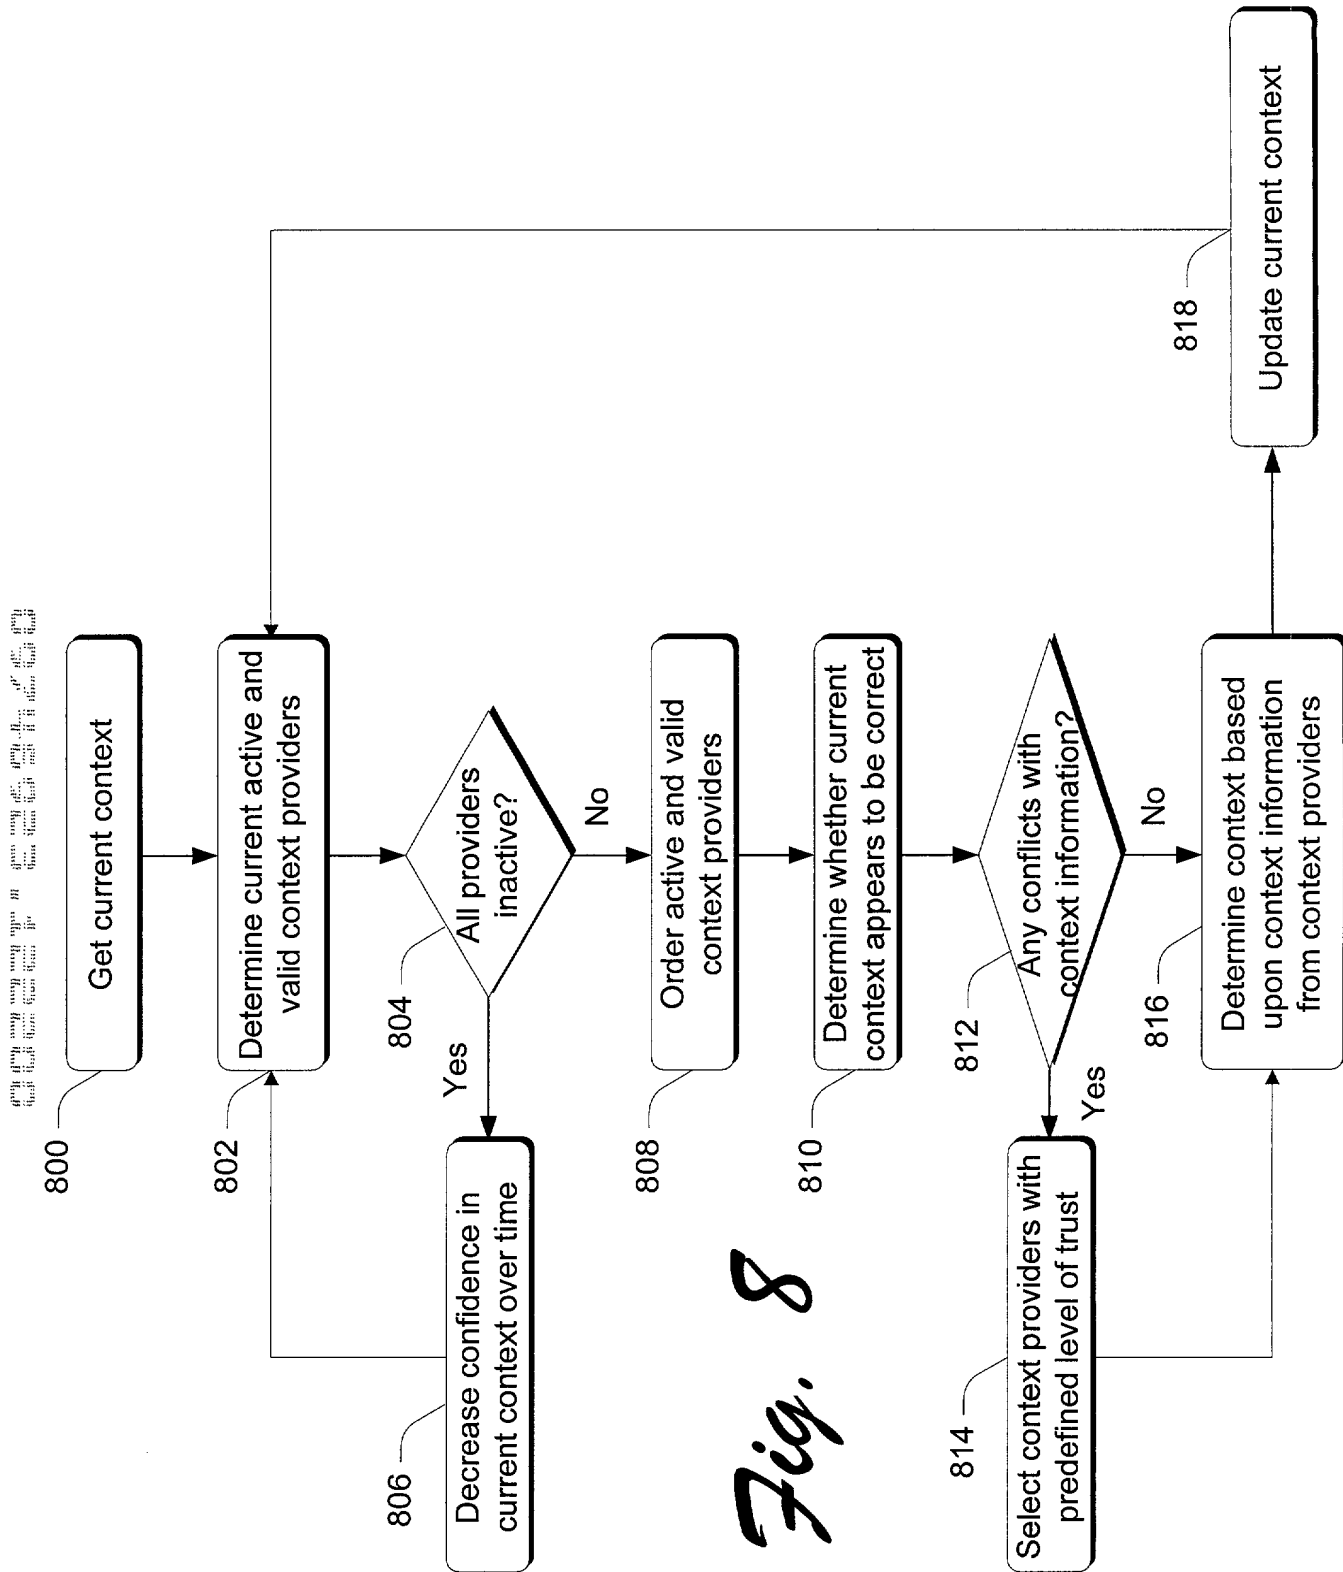 800
Get current context
802
Determine current active and
valid context providers
804
All providers
inactive?
Yes
No
806
Decrease confidence in
current context over time
808
Order active and valid
context providers
810
Determine whether current
context appears to be correct
812
Any conflicts with
context information?
Yes
No
814
Select context providers with
predefined level of trust
816
Determine context based
upon context information
from context providers
818
Update current context
Fig. 8